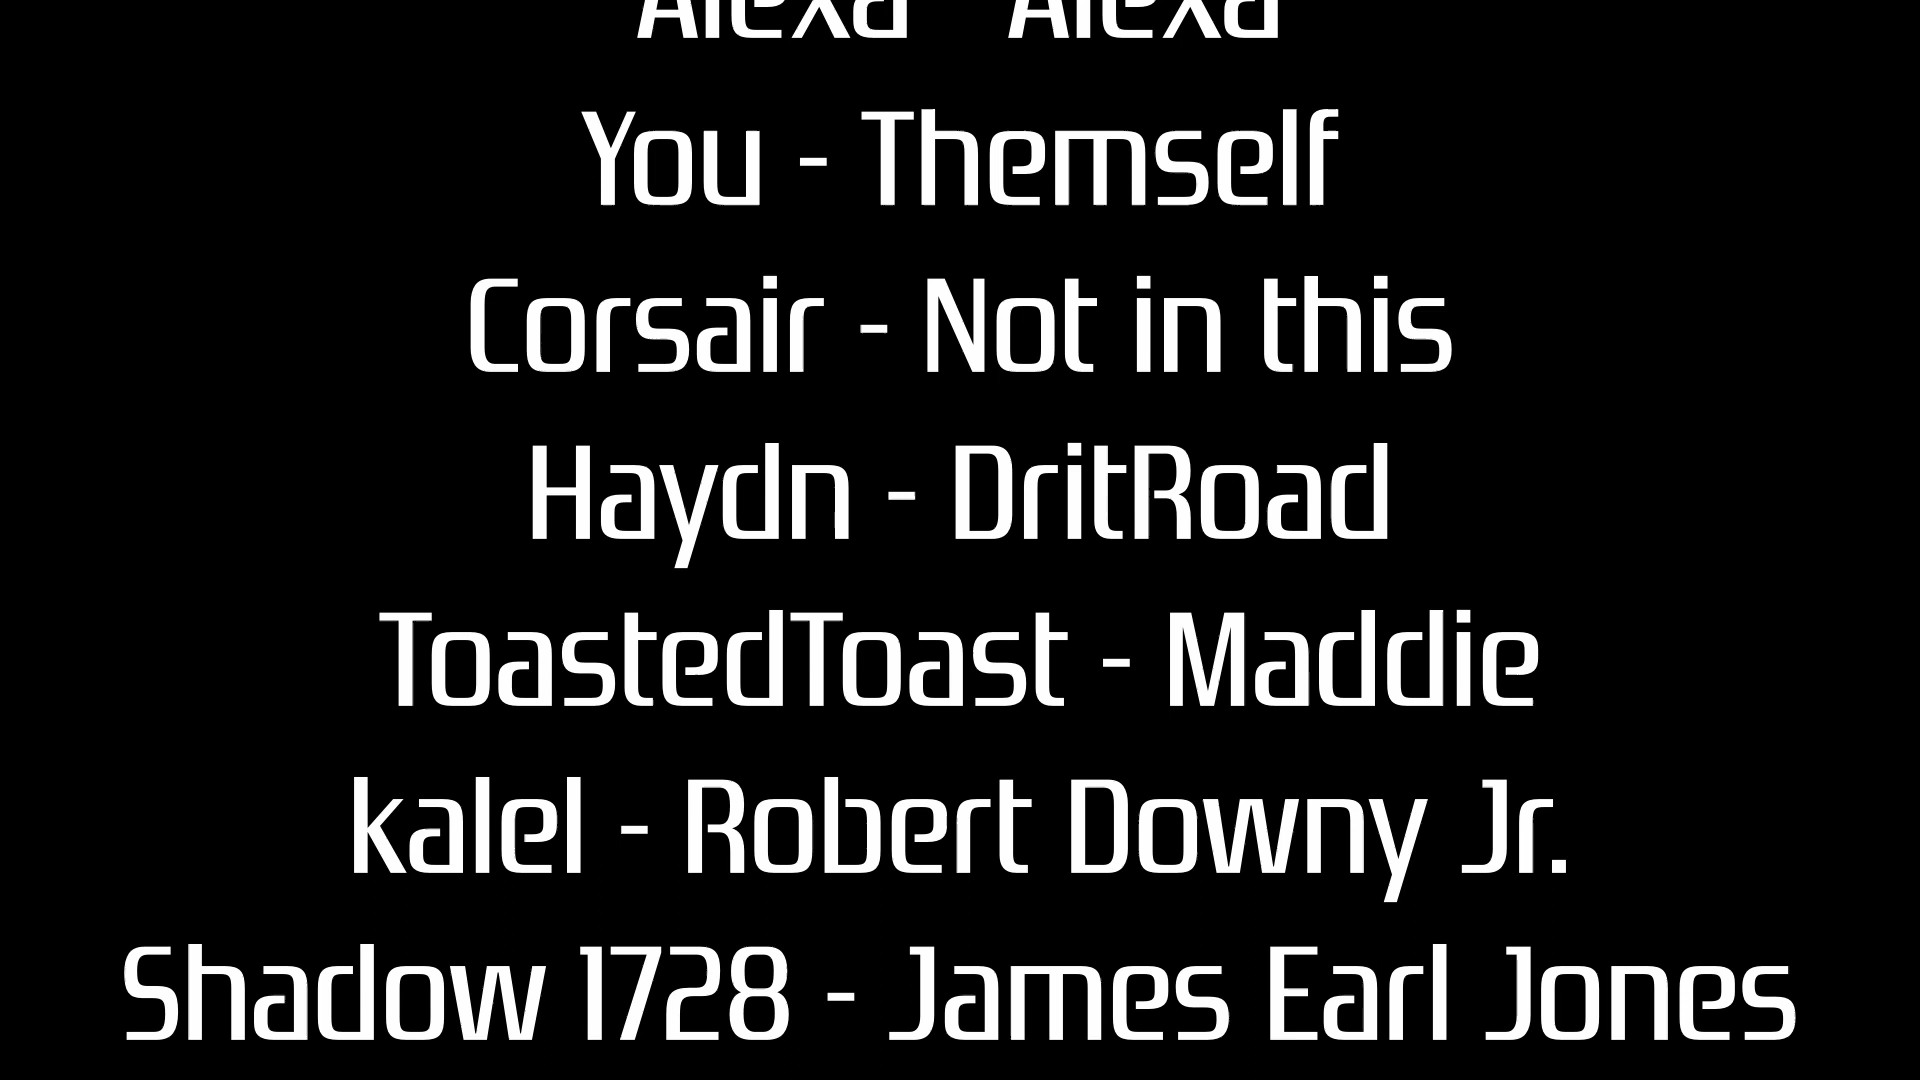 Alexa - Alexa
You - Themself
Corsair - Not in this
Haydn - DritRoad
ToastedToast - Maddie
kalel - Robert Downy Jr.
Shadow 1728 - James Earl Jones